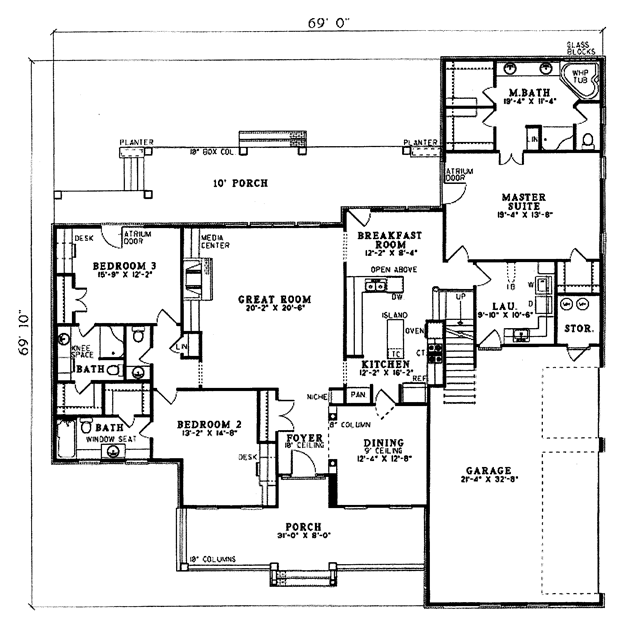 69' 0"
GLASS
BLOCKS
WHP
TUB
M.BATH
19'-4" X 11'-4"
LIN
PLANTER
10" BOX COL
PLANTER
10' PORCH
ATRIUM
DOOR
MASTER
SUITE
19'-4" X 13'-8"
DESK
ATRIUM
DOOR
MEDIA
CENTER
BREAKFAST
ROOM
12'-2" X 8'-4"
BEDROOM 3
15'-8" X 12'-2"
OPEN ABOVE
DW
GREAT ROOM
20'-2" X 20'-6"
UP
IB
W
D
LAU.
9'-10" X 10'-6"
STOR.
ISLAND
OVEN
69' 10"
KNEE
SPACE
LIN
BATH
TC
CT
KITCHEN
12'-2" X 16'-2"
REF
PAN
NICHE
BATH
WINDOW SEAT
BEDROOM 2
13'-2" X 14'-8"
DESK
8" COLUMN
FOYER
10' CEILING
DINING
9' CEILING
12'-4" X 12'-8"
GARAGE
21'-4" X 32'-8"
PORCH
31'-0" X 8'-0"
10" COLUMNS